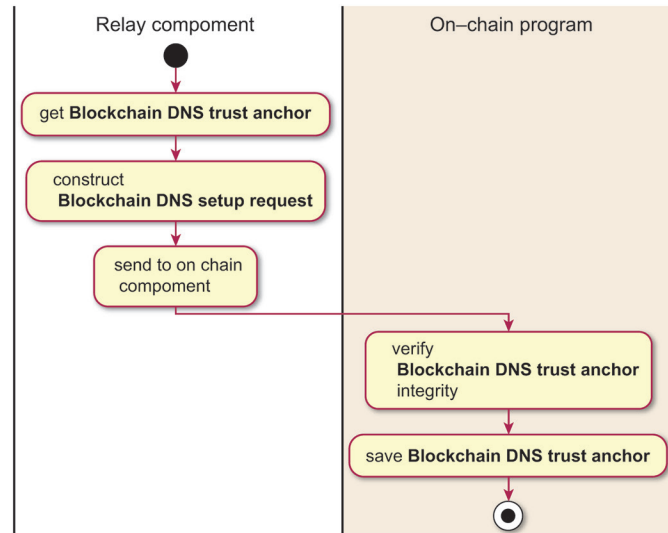 Relay compoment
On–chain program
get Blockchain DNS trust anchor
construct
Blockchain DNS setup request
send to on chain
compoment
verify
Blockchain DNS trust anchor
integrity
save Blockchain DNS trust anchor